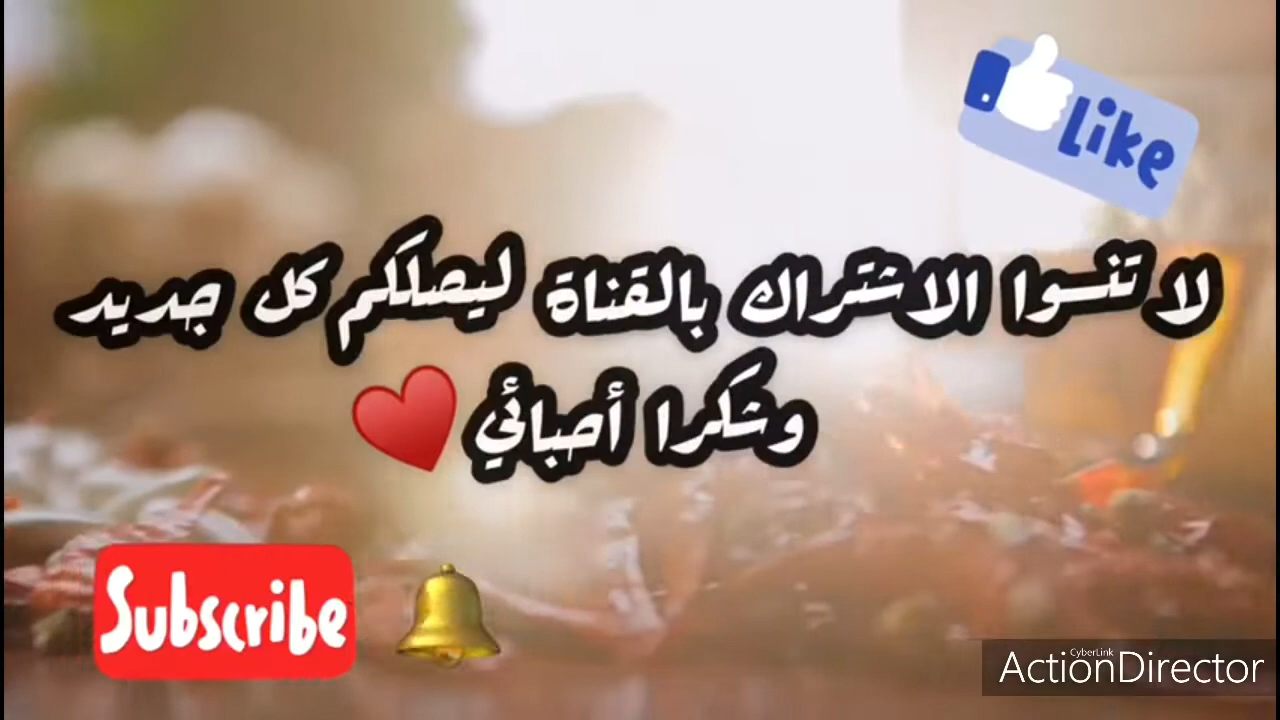 Like
لا تنسوا الاشتراك بالقناة ليصلكم كل جديد
وشكرا أحبائي
Subscribe
CyberLink
ActionDirector